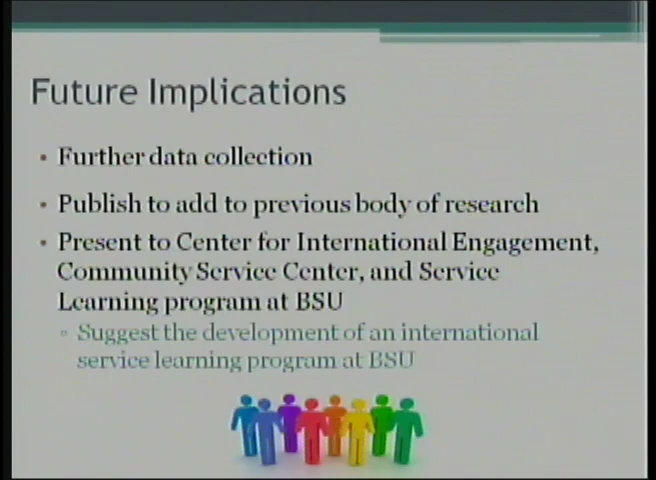 Future Implications
• Further data collection
• Publish to add to previous body of research
• Present to Center for International Engagement,
Community Service Center, and Service
Learning program at BSU
▫ Suggest the development of an international
service learning program at BSU